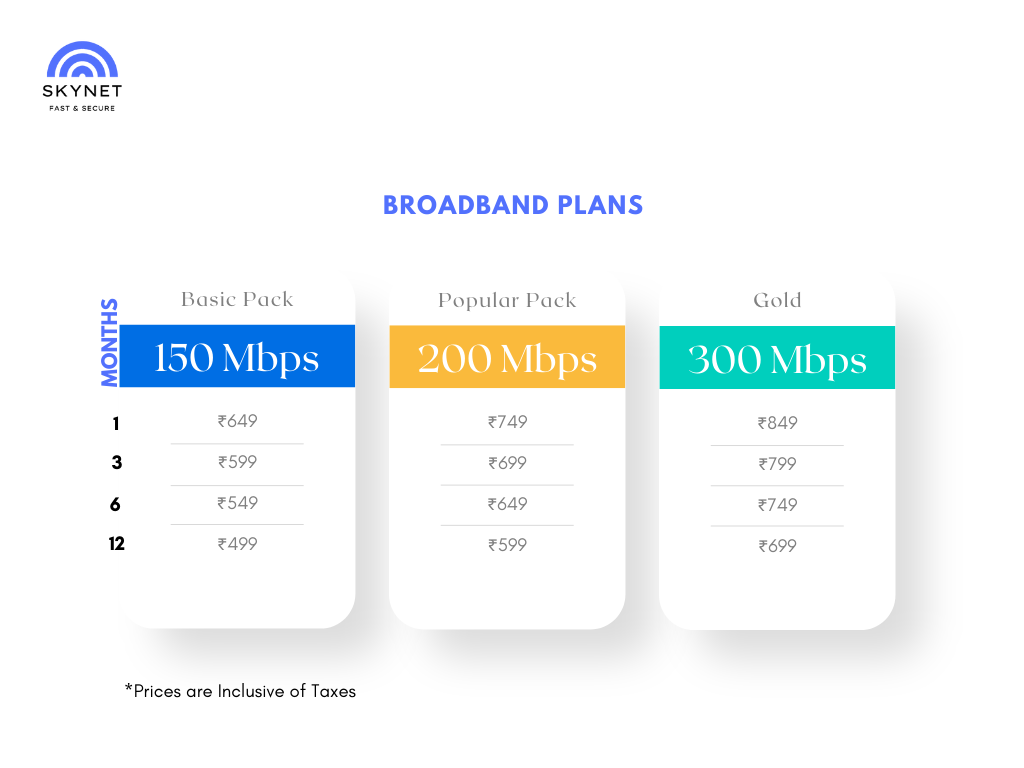 SKYNET
FAST & SECURE
BROADBAND PLANS
MONTHS
Basic Pack Popular Pack Gold
150 Mbps 200 Mbps 300 Mbps
1 ₹649 ₹749 ₹849
3 ₹599 ₹699 ₹799
6 ₹549 ₹649 ₹749
12 ₹499 ₹599 ₹699
*Prices are Inclusive of Taxes